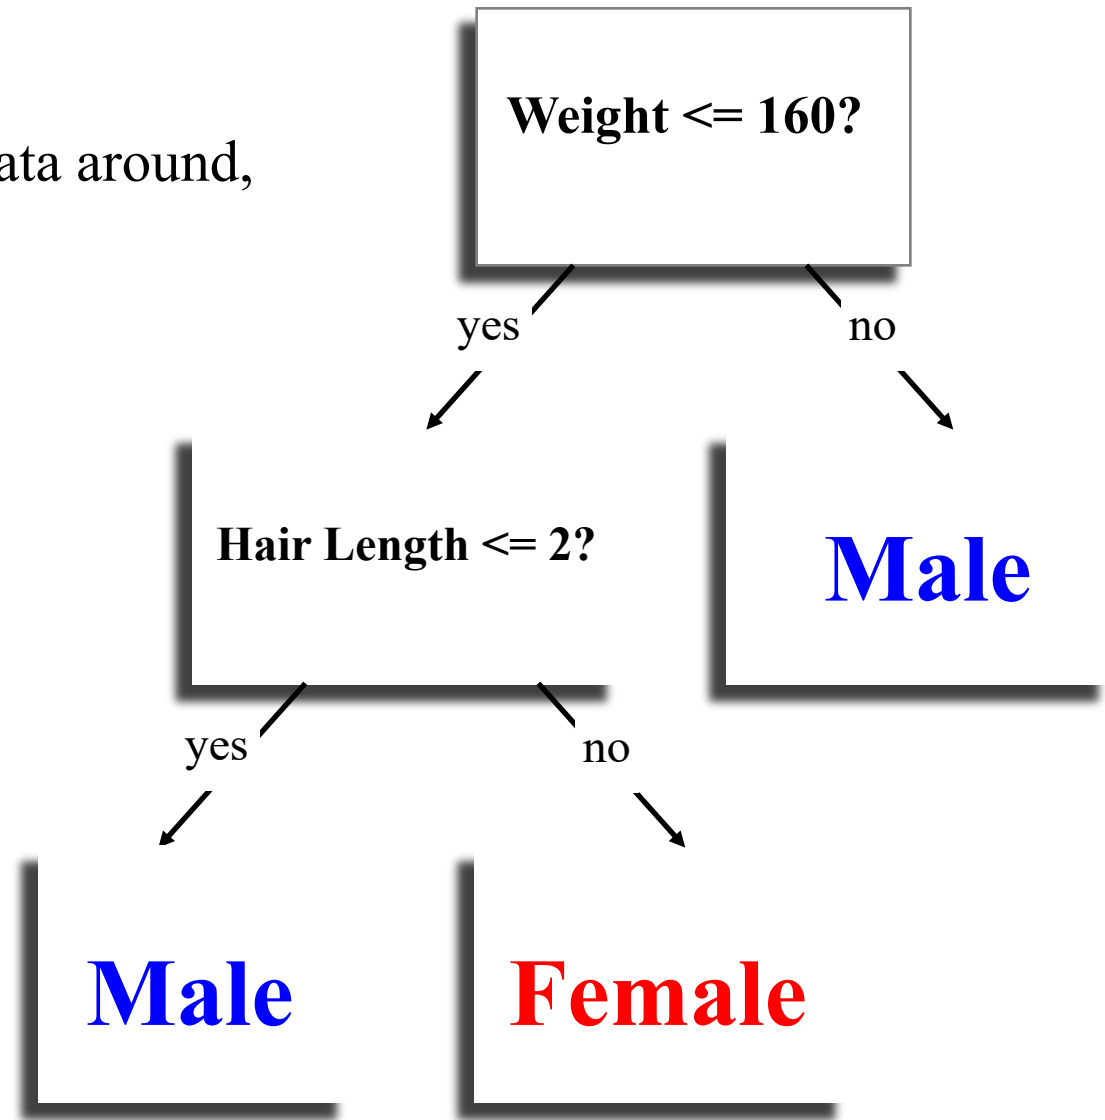 Weight <= 160?
ata around,
yes
no
Hair Length <= 2?
Male
yes
no
Male
Female